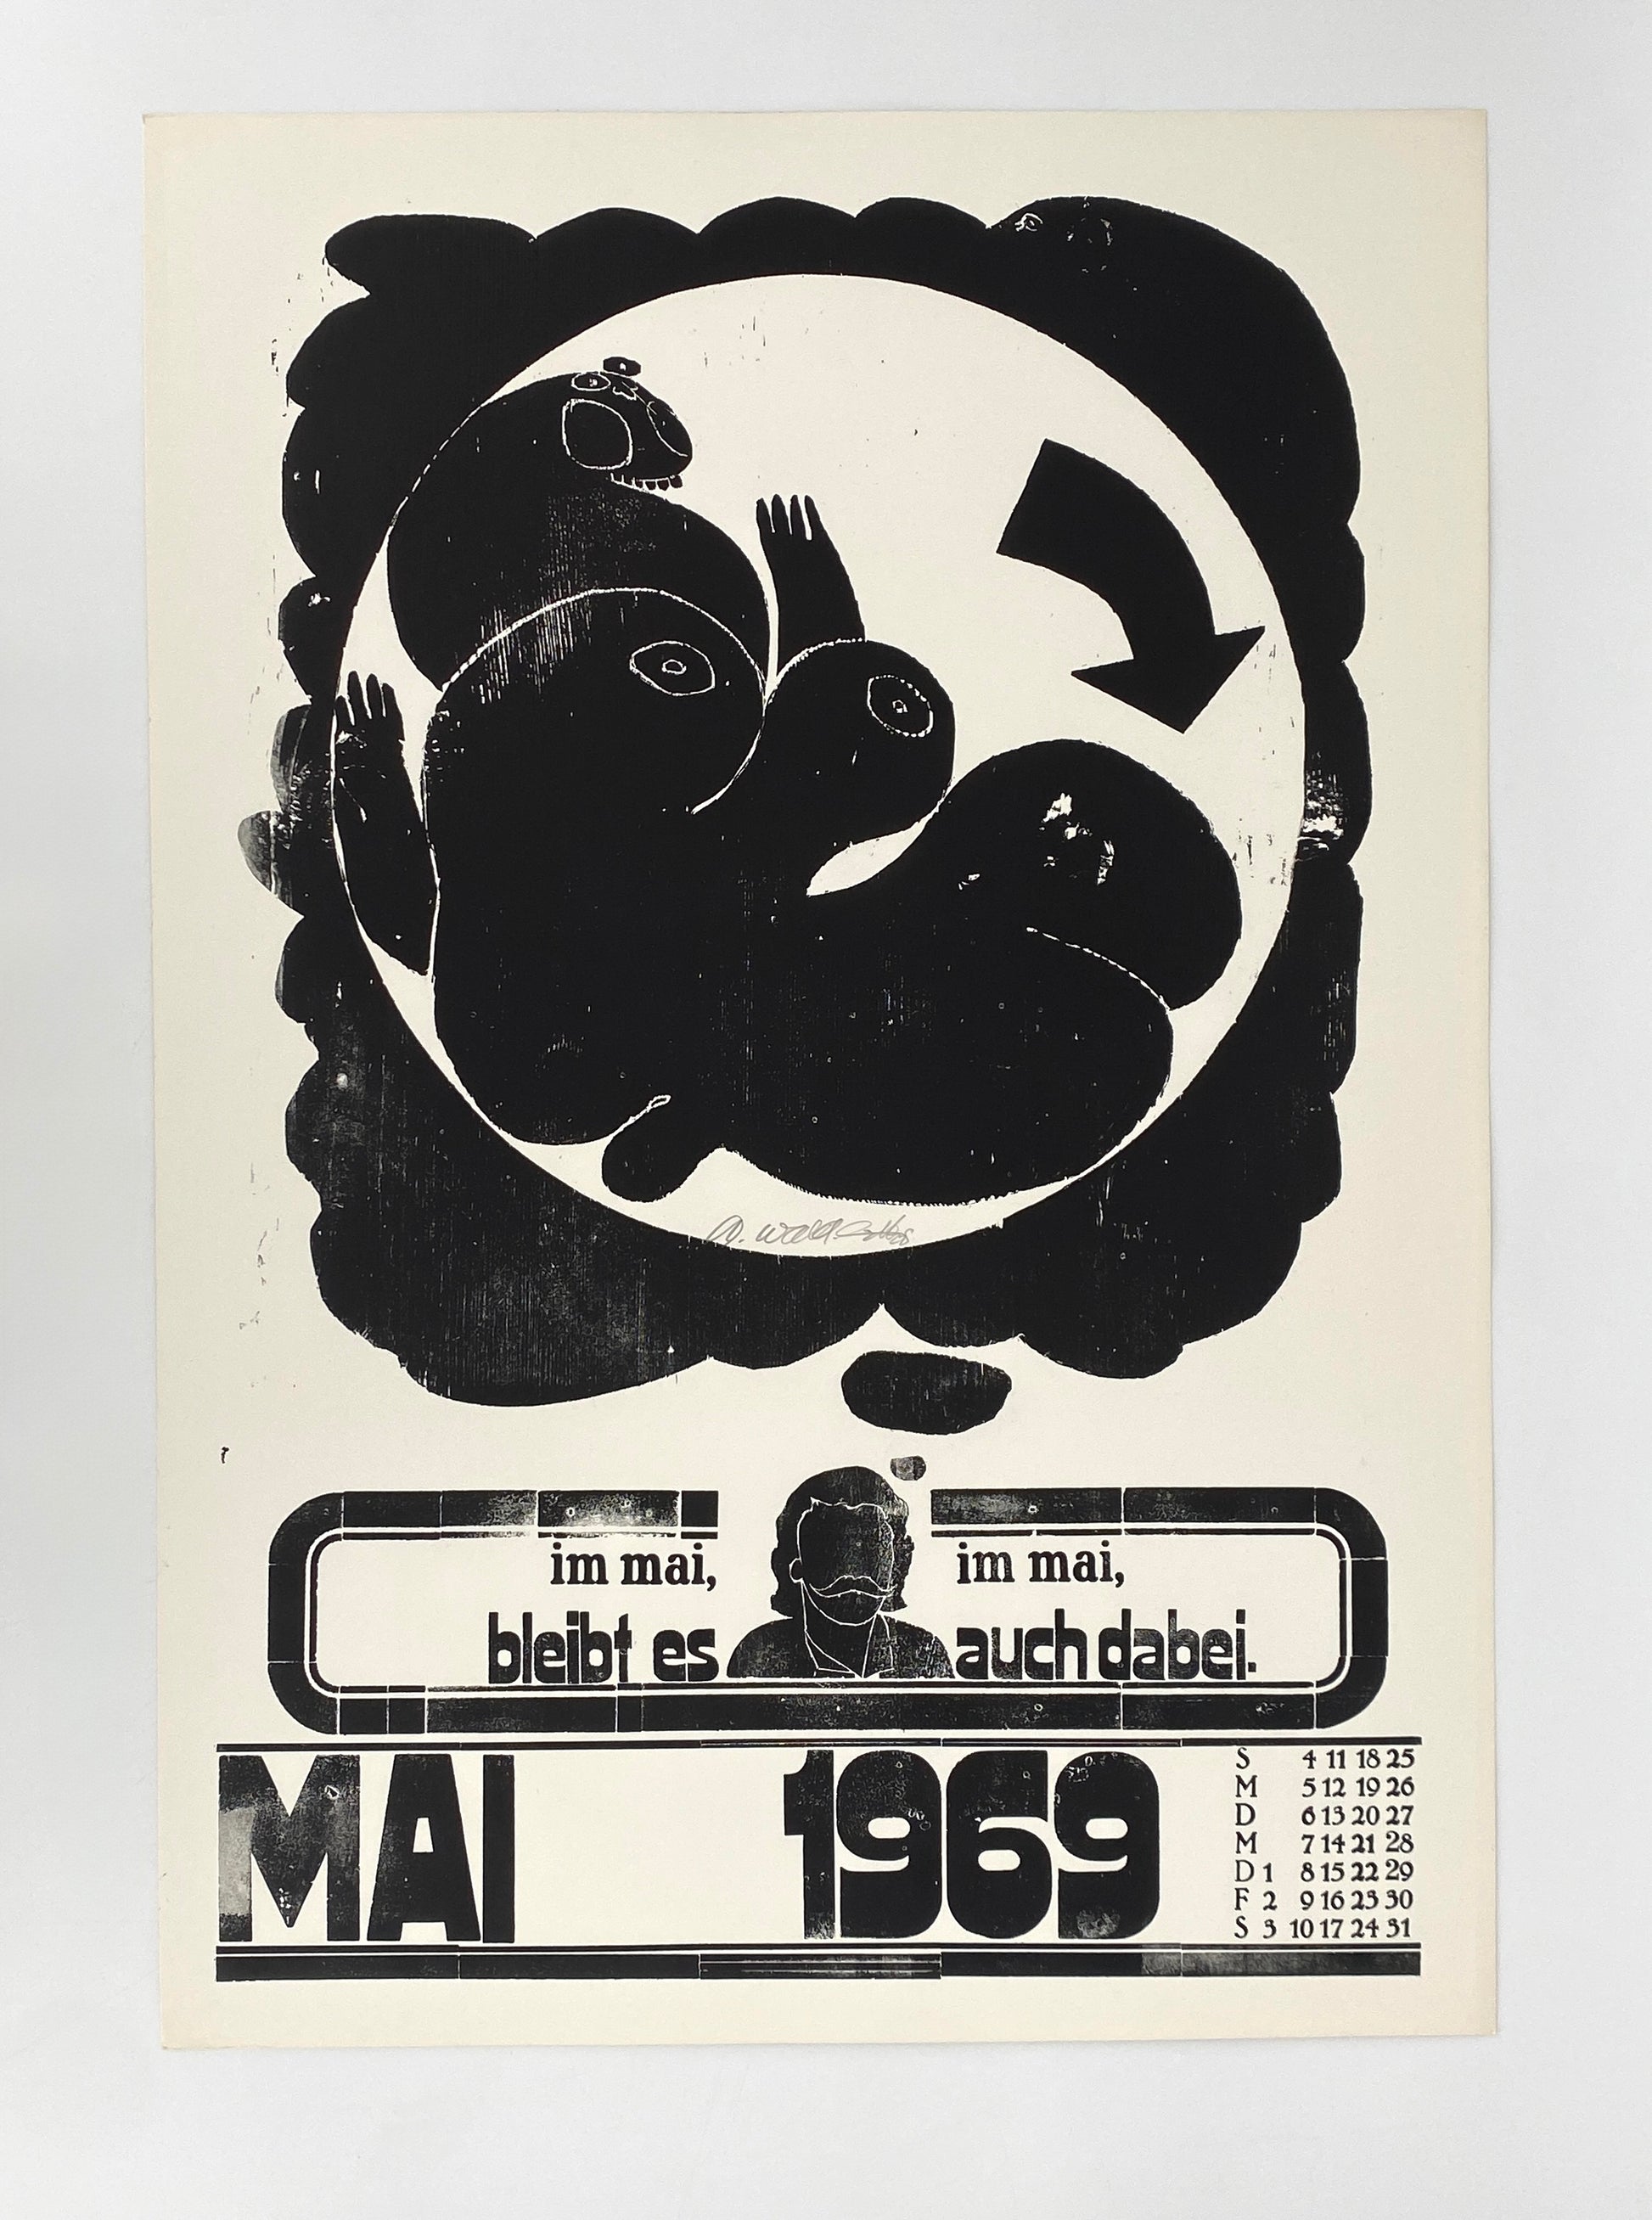 im mai, im mai,
bleibt es auch dabei.
MAI 1969
S 4 11 18 25
M 5 12 19 26
D 6 13 20 27
M 7 14 21 28
D 1 8 15 22 29
F 2 9 16 23 30
S 3 10 17 24 31